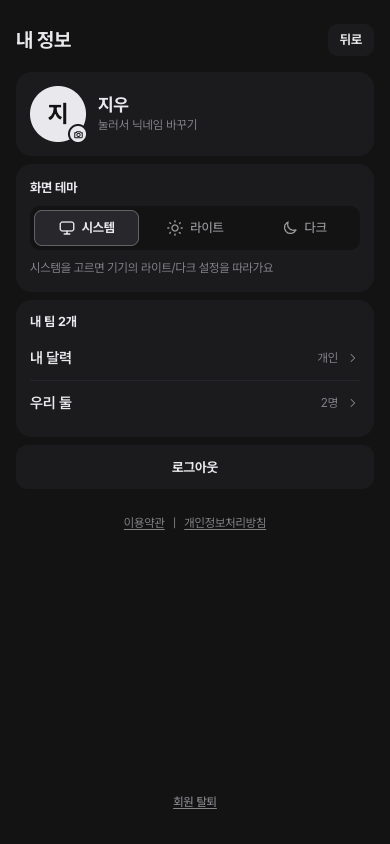 내 정보
뒤로
지
지우
눌러서 닉네임 바꾸기
화면 테마
시스템 라이트 다크
시스템을 고르면 기기의 라이트/다크 설정을 따라가요
내 팀 2개
내 달력 개인
우리 둘 2명
로그아웃
이용약관 | 개인정보처리방침
회원 탈퇴